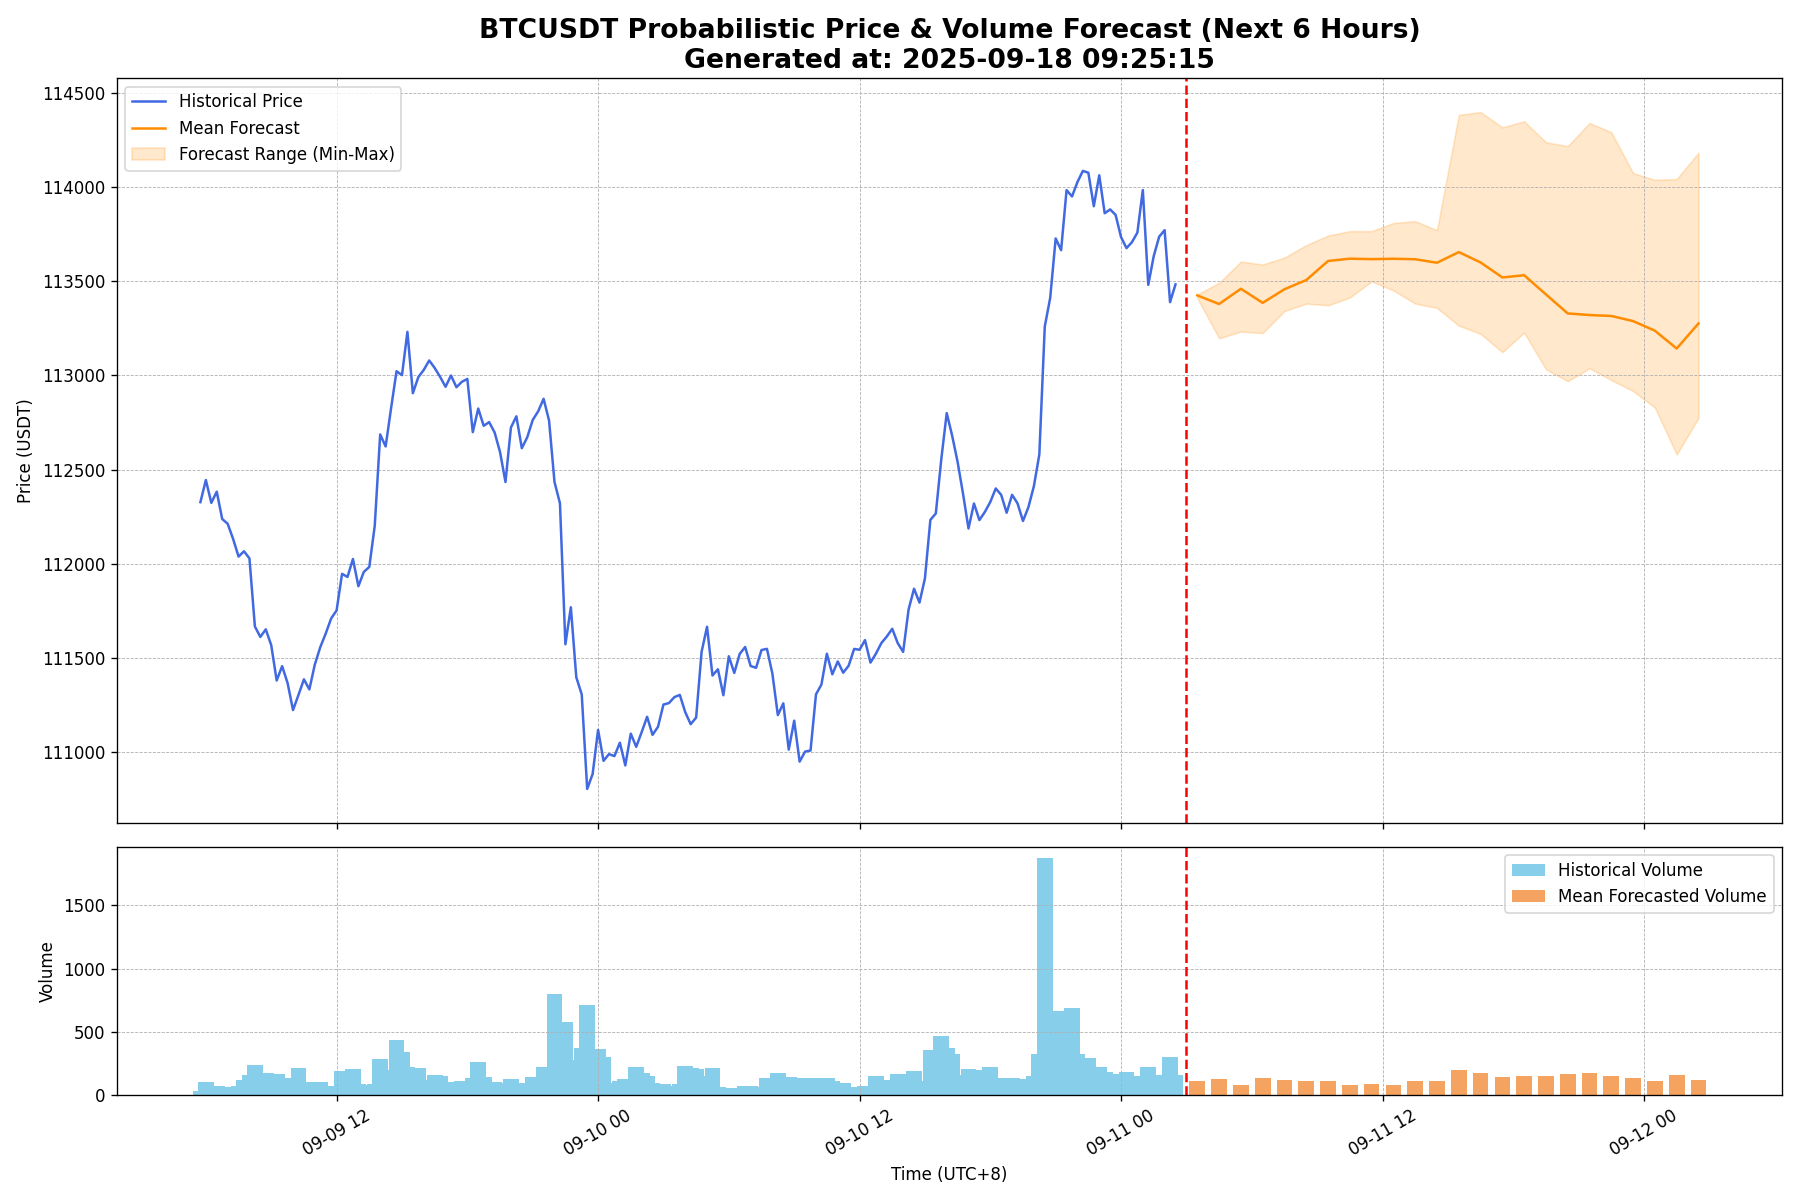 BTCUSDT Probabilistic Price & Volume Forecast (Next 6 Hours)
Generated at: 2025-09-18 09:25:15
Historical Price
Mean Forecast
Forecast Range (Min-Max)
Price (USDT)
114500
114000
113500
113000
112500
112000
111500
111000
Historical Volume
Mean Forecasted Volume
Volume
1500
1000
500
0
09-09 12
09-10 00
09-10 12
09-11 00
09-11 12
09-12 00
Time (UTC+8)